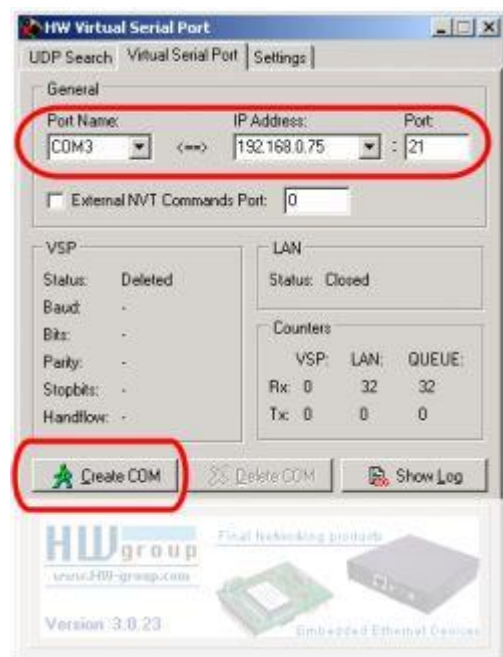 HW Virtual Serial Port
UDP Search Virtual Serial Port Settings
General
Port Name: IP Address: Port:
COM3 <==> 192.168.0.75 : 21
External NVT Commands Port: 0
VSP LAN
Status: Deleted Status: Closed
Baud: -
Bits: - Counters
Parity: - VSP: LAN: QUEUE:
Stopbits: - Rx: 0 32 32
Handflow: - Tx: 0 0 0
Create COM Delete COM Show Log
HW group Final Networking products
www.HW-group.com
Version 3.0.23 Embedded Ethernet Devices